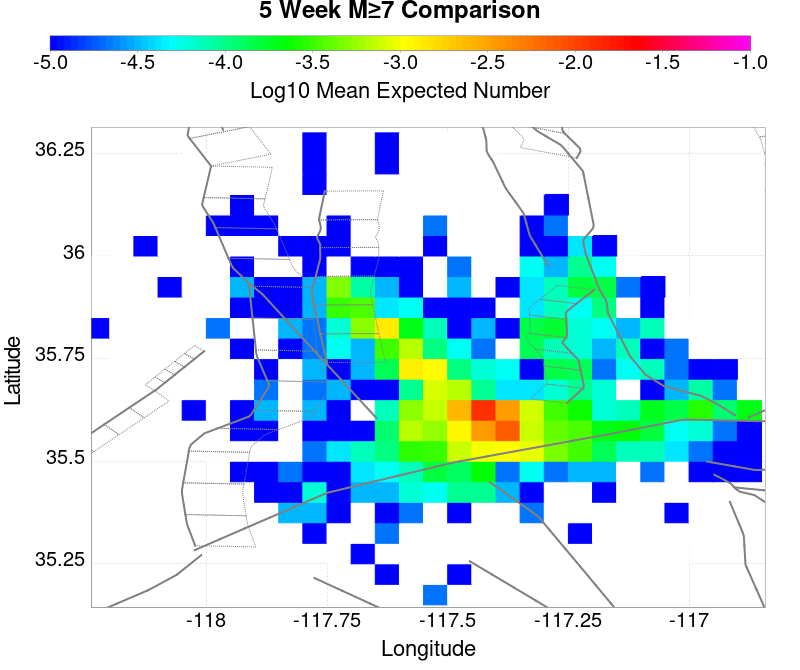 5 Week M≥7 Comparison
-5.0 -4.5 -4.0 -3.5 -3.0 -2.5 -2.0 -1.5 -1.0
Log10 Mean Expected Number
36.25
36
35.75
35.5
35.25
Latitude
-118 -117.75 -117.5 -117.25 -117
Longitude